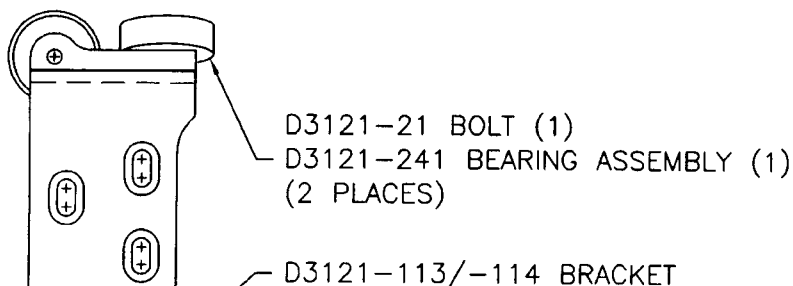 D3121-21 BOLT (1)
D3121-241 BEARING ASSEMBLY (1)
(2 PLACES)
D3121-113/-114 BRACKET